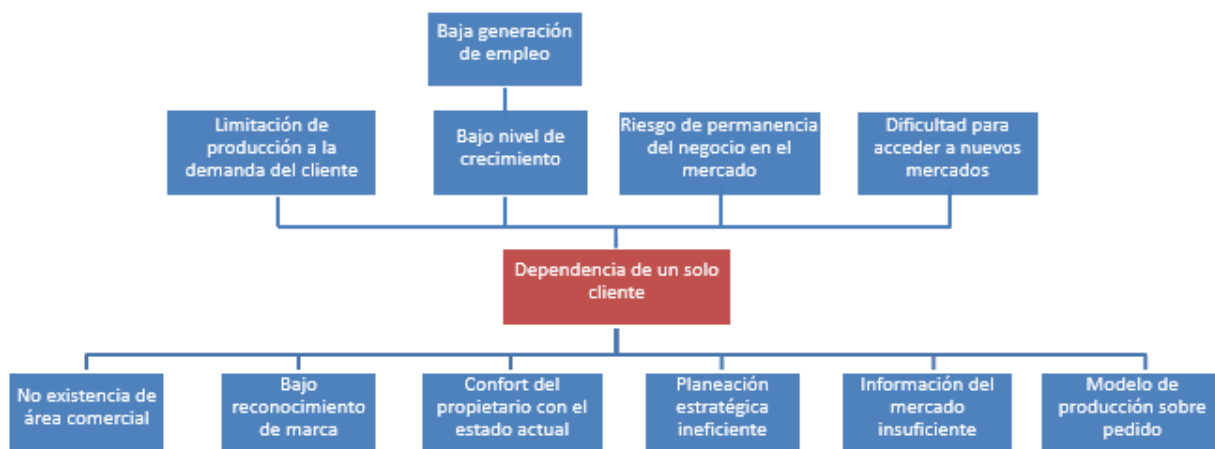 Baja generación
de empleo
Limitación de
producción a la
demanda del cliente
Bajo nivel de
crecimiento
Riesgo de permanencia
del negocio en el
mercado
Dificultad para
acceder a nuevos
mercados
Dependencia de un solo
cliente
No existencia de
área comercial
Bajo
reconocimiento
de marca
Confort del
propietario con el
estado actual
Planeación
estratégica
ineficiente
Información del
mercado
insuficiente
Modelo de
producción sobre
pedido